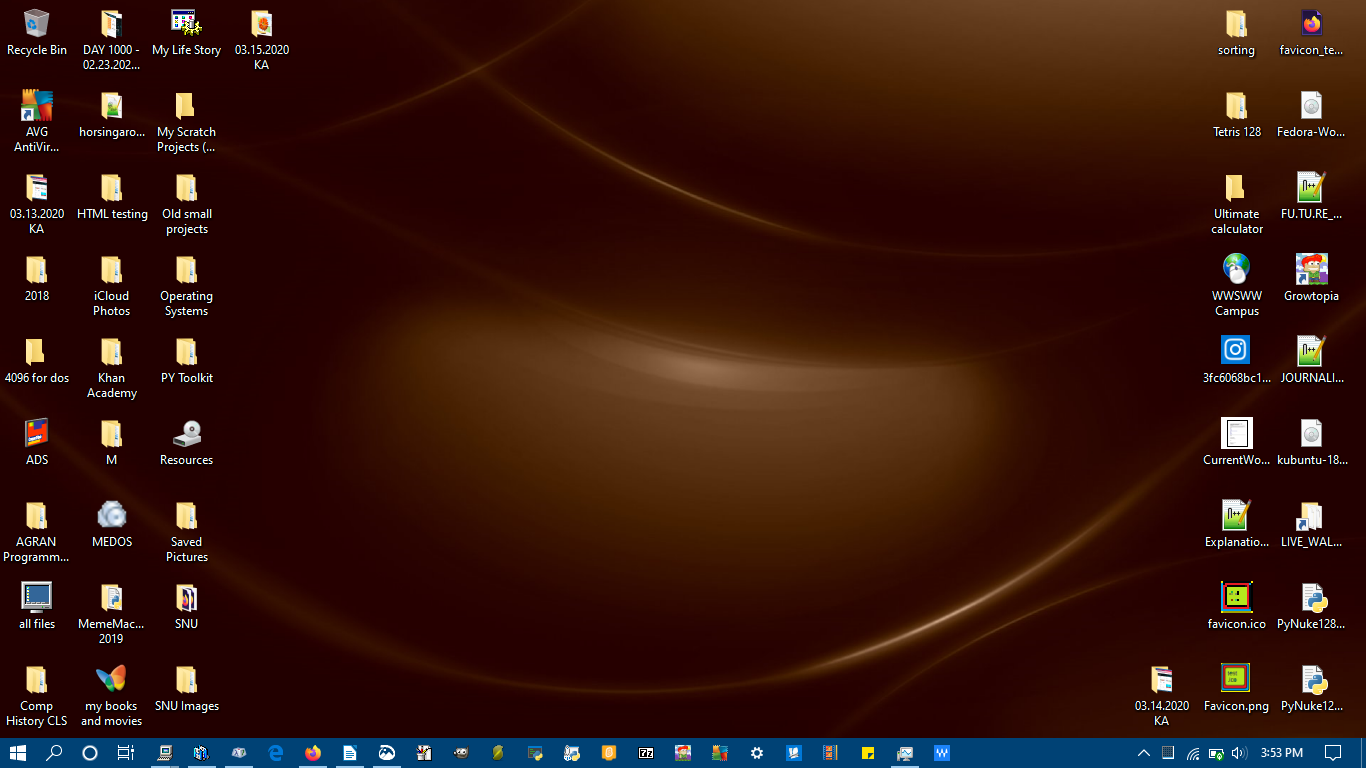 Recycle Bin
DAY 1000 -
02.23.202...
My Life Story
03.15.2020
KA
sorting
favicon_te...
AVG
AntiVir...
horsingaro...
My Scratch
Projects (...
Tetris 128
Fedora-Wo...
03.13.2020
KA
HTML testing
Old small
projects
Ultimate
calculator
FU.TU.RE_...
2018
iCloud
Photos
Operating
Systems
WWSWW
Campus
Growtopia
4096 for dos
Khan
Academy
PY Toolkit
3fc6068bc1...
JOURNALI...
ADS
M
Resources
CurrentWo...
kubuntu-18...
AGRAN
Programm...
MEDOS
Saved
Pictures
Explanatio...
LIVE_WAL...
all files
MemeMac...
2019
SNU
favicon.ico
PyNuke128...
Comp
History CLS
my books
and movies
SNU Images
03.14.2020
KA
Favicon.png
PyNuke12...
3:53 PM